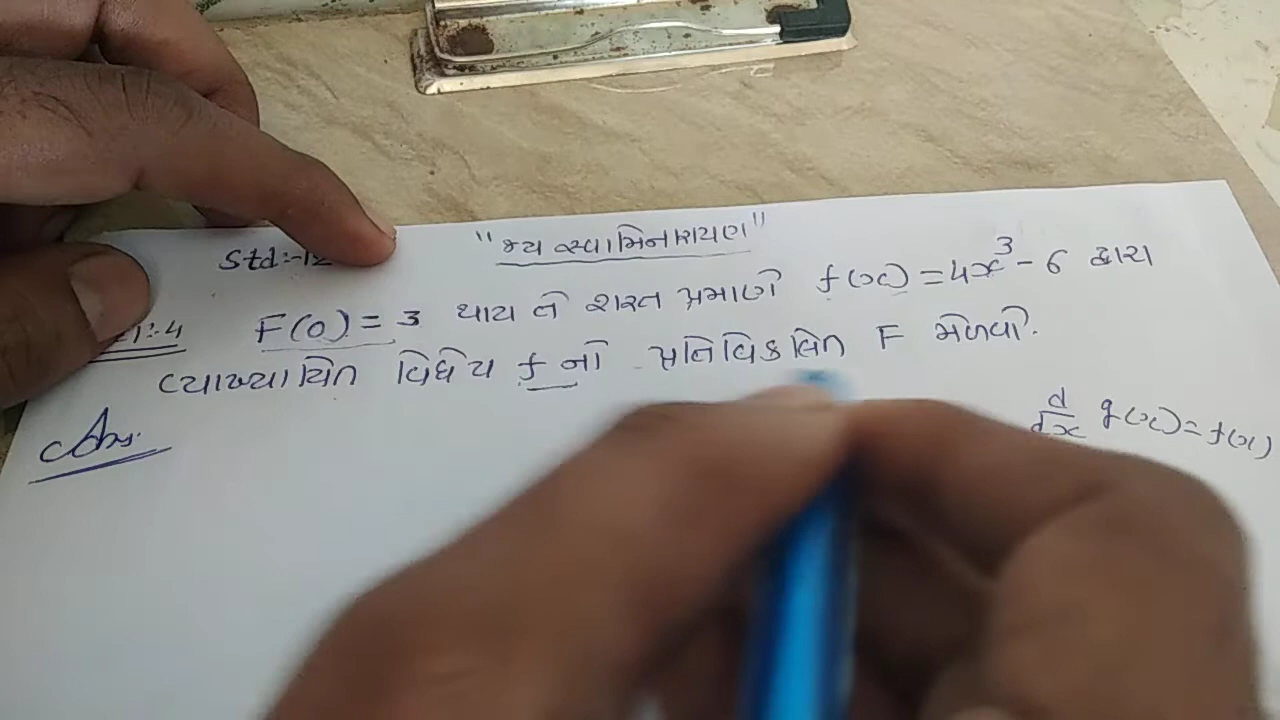 "જય સ્વામિનારાયણ"
Std:-12
F(0) = 3 થાય તે શરત પ્રમાણે f(x) = 4x³ - 6 દ્વારા
વ્યાખ્યાયિત વિધેય f નો પ્રતિવિકલિત F મેળવો.
d/dx g(x) = f(x)
Ans.